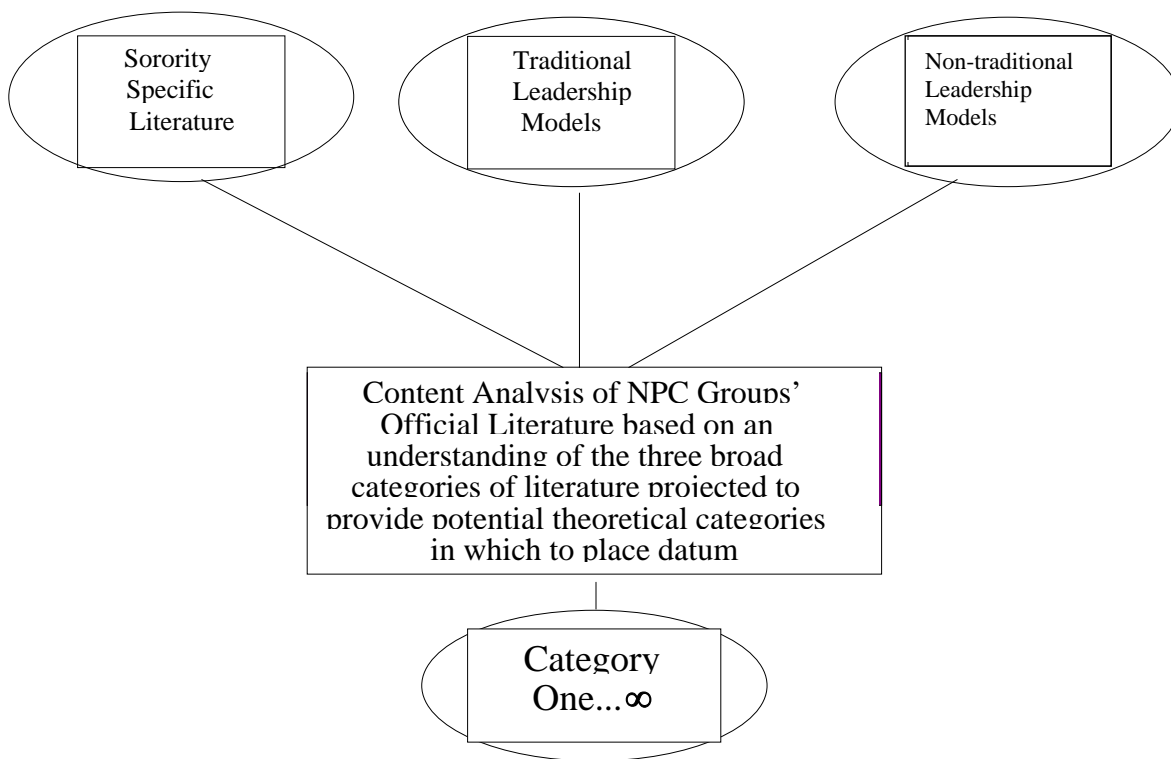 Sorority
Specific
Literature
Traditional
Leadership
Models
Non-traditional
Leadership
Models
Content Analysis of NPC Groups’
Official Literature based on an
understanding of the three broad
categories of literature projected to
provide potential theoretical categories
in which to place datum
Category
One...∞